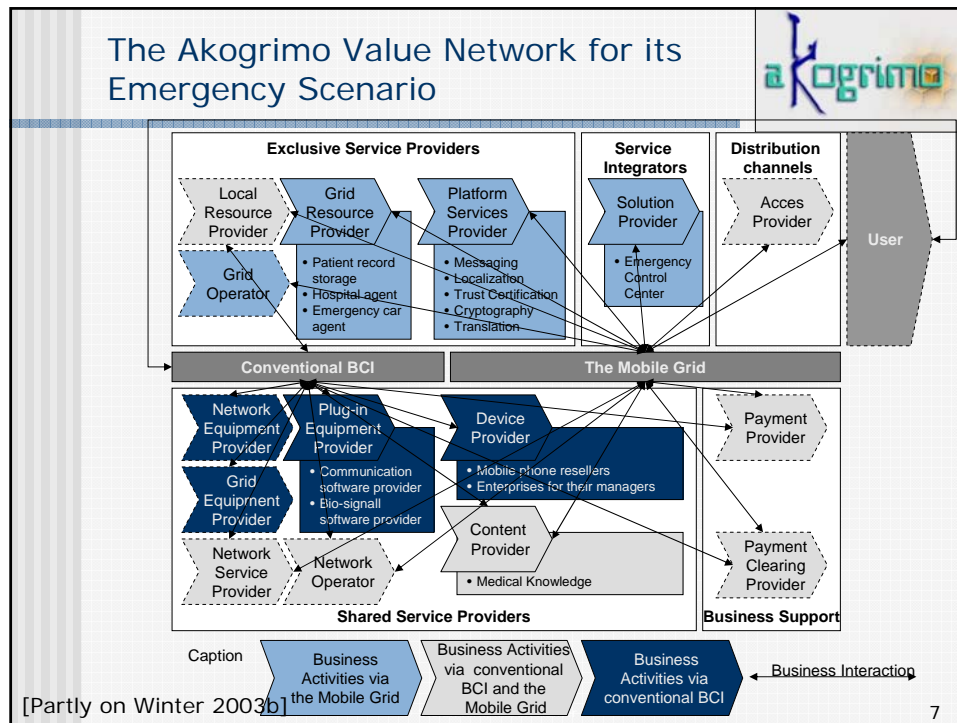 The Akogrimo Value Network for its
Emergency Scenario
akogrimo
Exclusive Service Providers
Service
Integrators
Distribution
channels
Local
Resource
Provider
Grid
Resource
Provider
Platform
Services
Provider
Solution
Provider
Acces
Provider
User
Grid
Operator
• Patient record
storage
• Hospital agent
• Emergency car
agent
• Messaging
• Localization
• Trust Certification
• Cryptography
• Translation
• Emergency
Control
Center
Conventional BCI
The Mobile Grid
Network
Equipment
Provider
Plug-in
Equipment
Provider
Device
Provider
Payment
Provider
Grid
Equipment
Provider
• Communication
software provider
• Bio-signall
software provider
• Mobile phone resellers
• Enterprises for their managers
Network
Service
Provider
Network
Operator
Content
Provider
• Medical Knowledge
Payment
Clearing
Provider
Shared Service Providers
Business Support
Caption
Business
Activities via
the Mobile Grid
Business Activities
via conventional
BCI and the
Mobile Grid
Business
Activities via
conventional BCI
Business Interaction
[Partly on Winter 2003b]
7